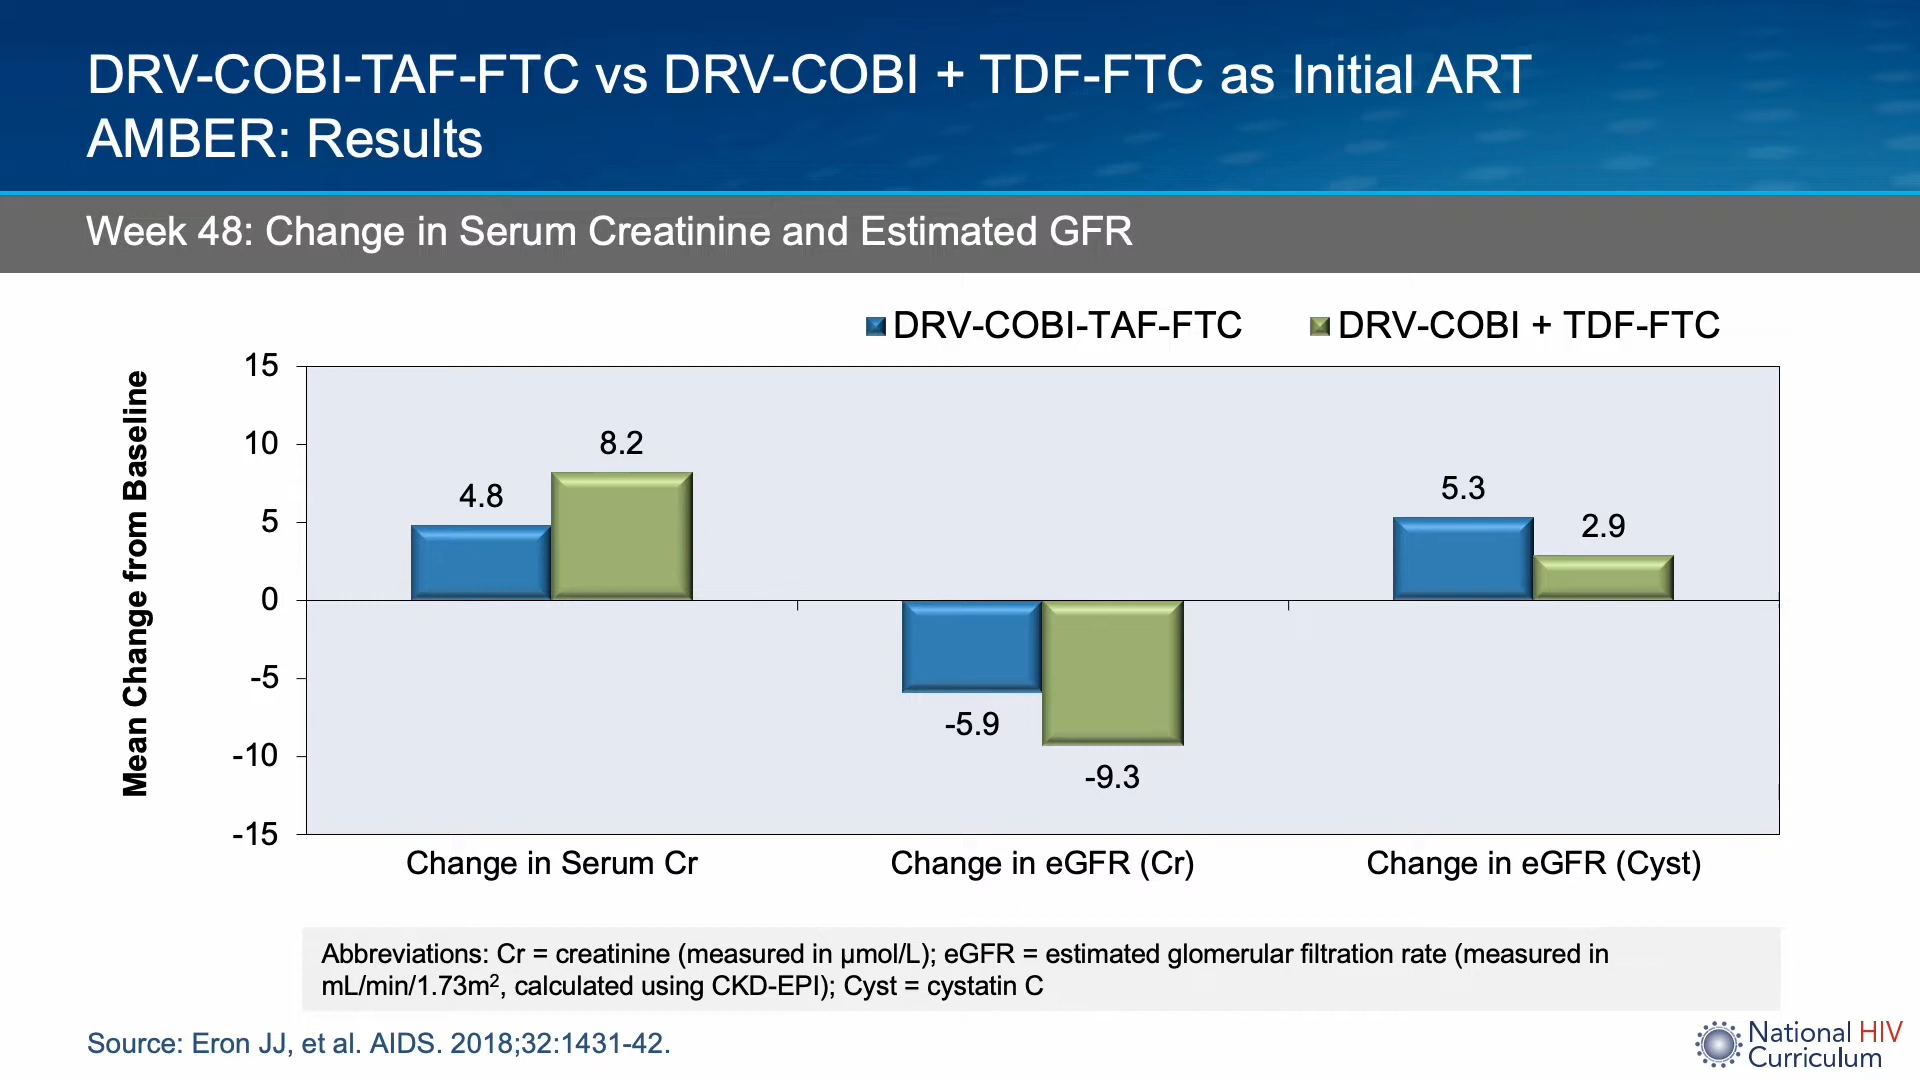 DRV-COBI-TAF-FTC vs DRV-COBI + TDF-FTC as Initial ART
AMBER: Results
Week 48: Change in Serum Creatinine and Estimated GFR
DRV-COBI-TAF-FTC
DRV-COBI + TDF-FTC
Mean Change from Baseline
15
10
5
0
-5
-10
-15
4.8
8.2
-5.9
-9.3
5.3
2.9
Change in Serum Cr
Change in eGFR (Cr)
Change in eGFR (Cyst)
Abbreviations: Cr = creatinine (measured in µmol/L); eGFR = estimated glomerular filtration rate (measured in
mL/min/1.73m², calculated using CKD-EPI); Cyst = cystatin C
Source: Eron JJ, et al. AIDS. 2018;32:1431-42.
National HIV
Curriculum